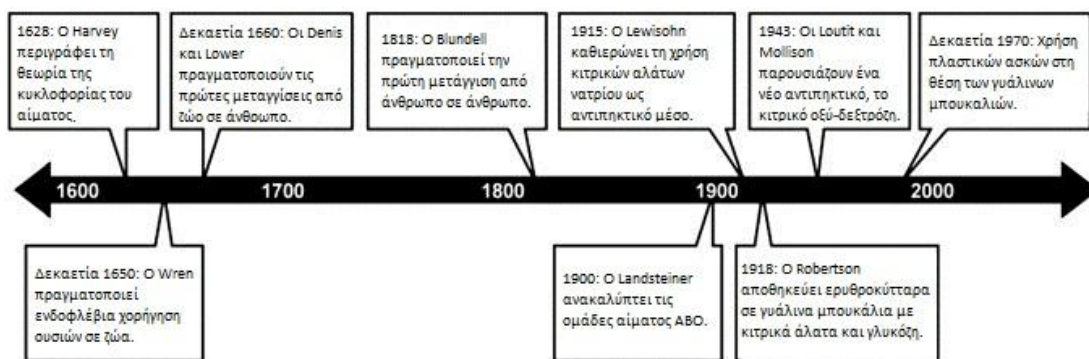 1628: Ο Harvey
περιγράφει τη
θεωρία της
κυκλοφορίας του
αίματος.
Δεκαετία 1660: Οι Denis
και Lower
πραγματοποιούν τις
πρώτες μεταγγίσεις από
ζώο σε άνθρωπο.
1818: Ο Blundell
πραγματοποιεί την
πρώτη μετάγγιση από
άνθρωπο σε άνθρωπο.
1915: Ο Lewisohn
καθιερώνει τη χρήση
κιτρικών αλάτων
νατρίου ως
αντιπηκτικό μέσο.
1943: Οι Loutit και
Mollison
παρουσιάζουν ένα
νέο αντιπηκτικό, το
κιτρικό οξύ-δεξτρόζη.
Δεκαετία 1970: Χρήση
πλαστικών ασκών στη
θέση των γυάλινων
μπουκαλιών.
1600 1700 1800 1900 2000
Δεκαετία 1650: Ο Wren
πραγματοποιεί
ενδοφλέβια χορήγηση
ουσιών σε ζώα.
1900: Ο Landsteiner
ανακαλύπτει τις
ομάδες αίματος ABO.
1918: Ο Robertson
αποθηκεύει ερυθροκύτταρα
σε γυάλινα μπουκάλια με
κιτρικά άλατα και γλυκόζη.